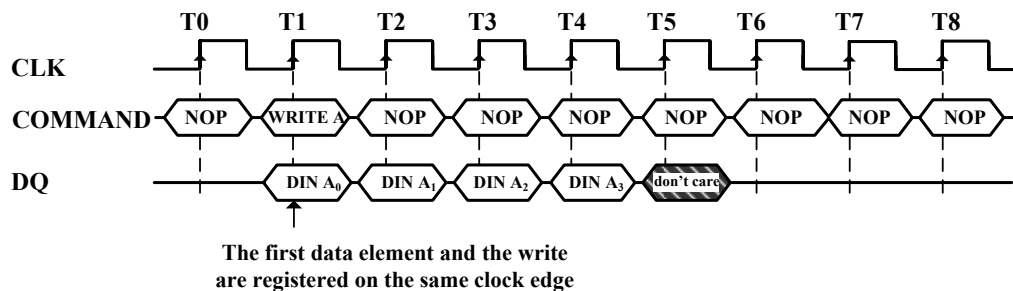 T0 T1 T2 T3 T4 T5 T6 T7 T8
CLK
COMMAND NOP WRITE A NOP NOP NOP NOP NOP NOP NOP
DQ DIN A₀ DIN A₁ DIN A₂ DIN A₃ don't care
The first data element and the write
are registered on the same clock edge